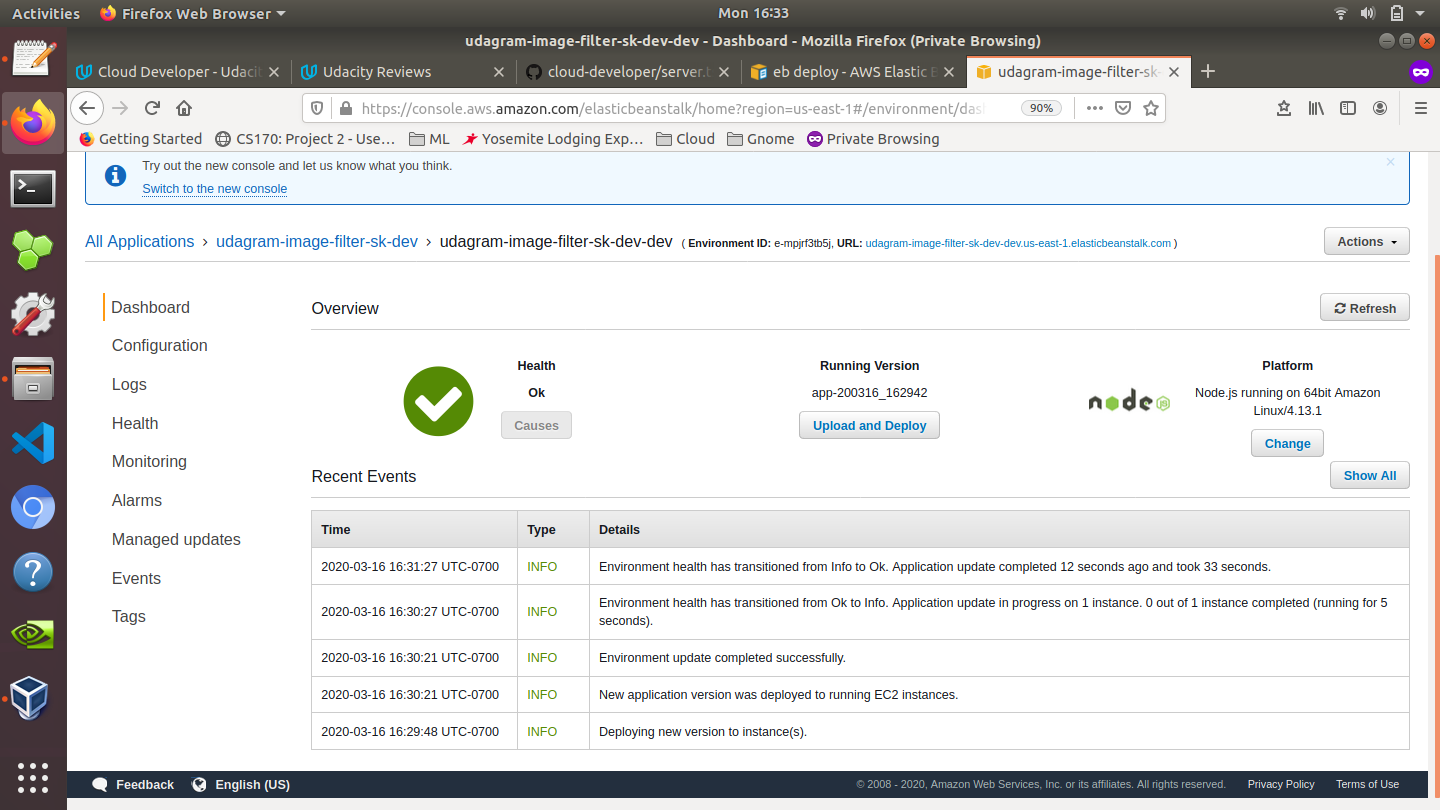 Activities Firefox Web Browser Mon 16:33
udagram-image-filter-sk-dev-dev - Dashboard - Mozilla Firefox (Private Browsing)
Cloud Developer - Udacit Udacity Reviews cloud-developer/server.t eb deploy - AWS Elastic B udagram-image-filter-sk-
https://console.aws.amazon.com/elasticbeanstalk/home?region=us-east-1#/environment/das 90%
Getting Started CS170: Project 2 - Use… ML Yosemite Lodging Exp… Cloud Gnome Private Browsing
Try out the new console and let us know what you think.
Switch to the new console
All Applications › udagram-image-filter-sk-dev › udagram-image-filter-sk-dev-dev ( Environment ID: e-mpjrf3tb5j, URL: udagram-image-filter-sk-dev-dev.us-east-1.elasticbeanstalk.com ) Actions
Dashboard
Configuration
Logs
Health
Monitoring
Alarms
Managed updates
Events
Tags
Overview Refresh
Health
Ok
Causes
Running Version
app-200316_162942
Upload and Deploy
node JS
Platform
Node.js running on 64bit Amazon
Linux/4.13.1
Change
Recent Events Show All
Time Type Details
2020-03-16 16:31:27 UTC-0700 INFO Environment health has transitioned from Info to Ok. Application update completed 12 seconds ago and took 33 seconds.
2020-03-16 16:30:27 UTC-0700 INFO Environment health has transitioned from Ok to Info. Application update in progress on 1 instance. 0 out of 1 instance completed (running for 5
seconds).
2020-03-16 16:30:21 UTC-0700 INFO Environment update completed successfully.
2020-03-16 16:30:21 UTC-0700 INFO New application version was deployed to running EC2 instances.
2020-03-16 16:29:48 UTC-0700 INFO Deploying new version to instance(s).
Feedback English (US) © 2008 - 2020, Amazon Web Services, Inc. or its affiliates. All rights reserved. Privacy Policy Terms of Use